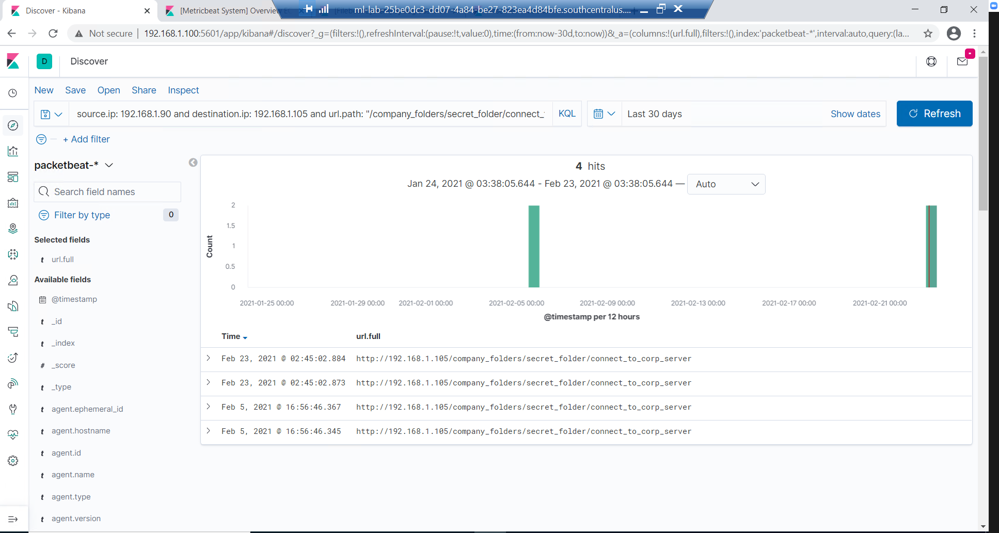 Discover - Kibana
[Metricbeat System] Overview
ml-lab-25be0dc3-dd07-4a84-be27-823ea4d84bfe.southcentralus....
Not secure
192.168.1.100:5601/app/kibana#/discover?_g=(filters:!(),refreshInterval:(pause:!t,value:0),time:(from:now-30d,to:now))&_a=(columns:!(url.full),filters:!(),index:'packetbeat-*',interval:auto,query:(la...
D
Discover
New Save Open Share Inspect
source.ip: 192.168.1.90 and destination.ip: 192.168.1.105 and url.path: "/company_folders/secret_folder/connect_
KQL
Last 30 days
Show dates
Refresh
+ Add filter
packetbeat-*
Search field names
Filter by type
0
Selected fields
t url.full
Available fields
@timestamp
t _id
t _index
# _score
t _type
t agent.ephemeral_id
t agent.hostname
t agent.id
t agent.name
t agent.type
t agent.version
4 hits
Jan 24, 2021 @ 03:38:05.644 - Feb 23, 2021 @ 03:38:05.644 —
Auto
Count
2
1.5
1
0.5
0
2021-01-25 00:00
2021-01-29 00:00
2021-02-01 00:00
2021-02-05 00:00
2021-02-09 00:00
2021-02-13 00:00
2021-02-17 00:00
2021-02-21 00:00
@timestamp per 12 hours
Time url.full
Feb 23, 2021 @ 02:45:02.884 http://192.168.1.105/company_folders/secret_folder/connect_to_corp_server
Feb 23, 2021 @ 02:45:02.873 http://192.168.1.105/company_folders/secret_folder/connect_to_corp_server
Feb 5, 2021 @ 16:56:46.367 http://192.168.1.105/company_folders/secret_folder/connect_to_corp_server
Feb 5, 2021 @ 16:56:46.345 http://192.168.1.105/company_folders/secret_folder/connect_to_corp_server